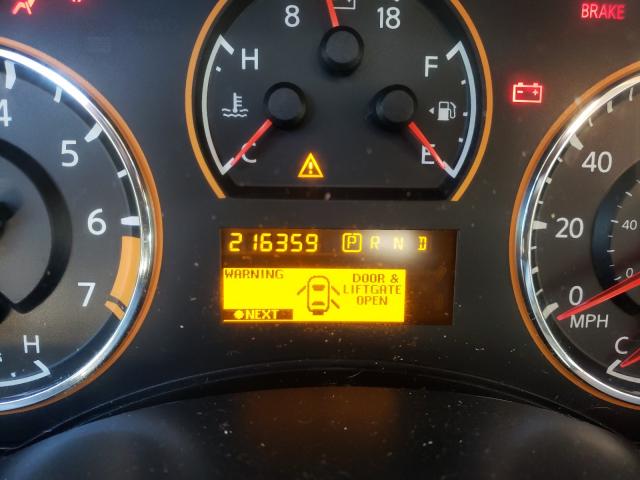 BRAKE
8 18
H F
4
5
C E
40
6
216359 P R N D
20
40
WARNING DOOR &
LIFTGATE
OPEN
7
NEXT
0
MPH
H
C